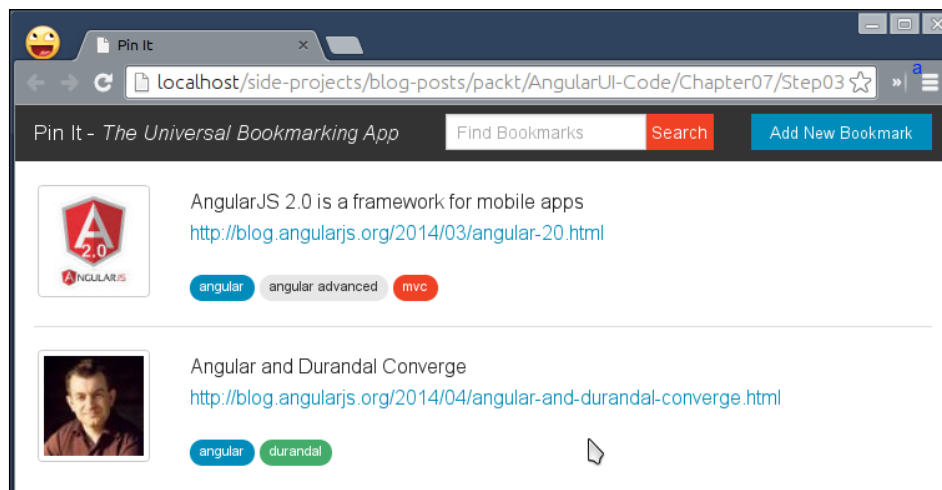 Pin It
localhost/side-projects/blog-posts/packt/AngularUI-Code/Chapter07/Step03
»
a
Pin It - The Universal Bookmarking App
Find Bookmarks
Search
Add New Bookmark
A
2.0
ANGULARJS
AngularJS 2.0 is a framework for mobile apps
http://blog.angularjs.org/2014/03/angular-20.html
angular
angular advanced
mvc
Angular and Durandal Converge
http://blog.angularjs.org/2014/04/angular-and-durandal-converge.html
angular
durandal